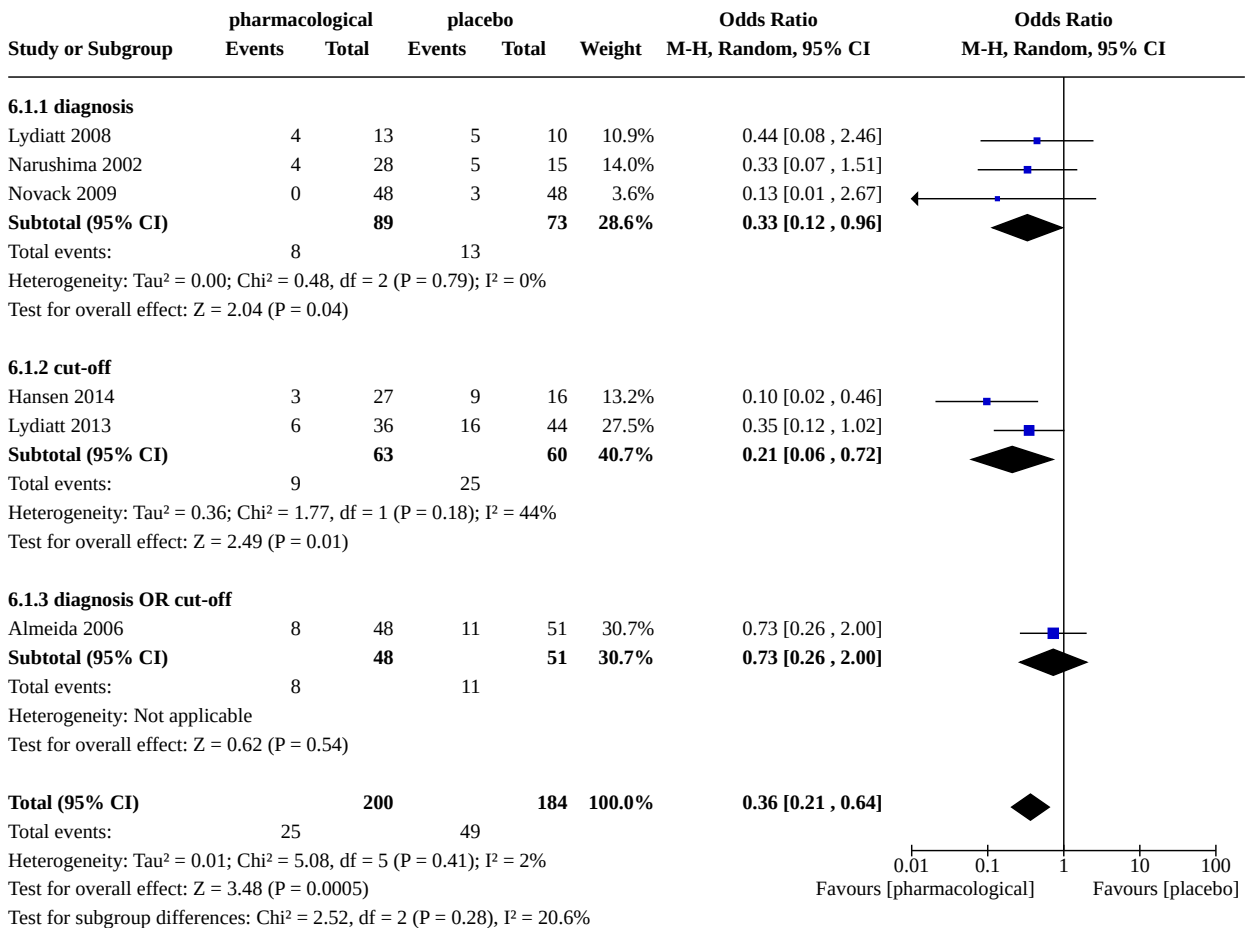 pharmacological placebo Odds Ratio Odds Ratio
Study or Subgroup Events Total Events Total Weight M-H, Random, 95% CI M-H, Random, 95% CI
6.1.1 diagnosis
Lydiatt 2008 4 13 5 10 10.9% 0.44 [0.08 , 2.46]
Narushima 2002 4 28 5 15 14.0% 0.33 [0.07 , 1.51]
Novack 2009 0 48 3 48 3.6% 0.13 [0.01 , 2.67]
Subtotal (95% CI) 89 73 28.6% 0.33 [0.12 , 0.96]
Total events: 8 13
Heterogeneity: Tau² = 0.00; Chi² = 0.48, df = 2 (P = 0.79); I² = 0%
Test for overall effect: Z = 2.04 (P = 0.04)
6.1.2 cut-off
Hansen 2014 3 27 9 16 13.2% 0.10 [0.02 , 0.46]
Lydiatt 2013 6 36 16 44 27.5% 0.35 [0.12 , 1.02]
Subtotal (95% CI) 63 60 40.7% 0.21 [0.06 , 0.72]
Total events: 9 25
Heterogeneity: Tau² = 0.36; Chi² = 1.77, df = 1 (P = 0.18); I² = 44%
Test for overall effect: Z = 2.49 (P = 0.01)
6.1.3 diagnosis OR cut-off
Almeida 2006 8 48 11 51 30.7% 0.73 [0.26 , 2.00]
Subtotal (95% CI) 48 51 30.7% 0.73 [0.26 , 2.00]
Total events: 8 11
Heterogeneity: Not applicable
Test for overall effect: Z = 0.62 (P = 0.54)
Total (95% CI) 200 184 100.0% 0.36 [0.21 , 0.64]
Total events: 25 49
Heterogeneity: Tau² = 0.01; Chi² = 5.08, df = 5 (P = 0.41); I² = 2%
0.01 0.1 1 10 100
Test for overall effect: Z = 3.48 (P = 0.0005) Favours [pharmacological] Favours [placebo]
Test for subgroup differences: Chi² = 2.52, df = 2 (P = 0.28), I² = 20.6%